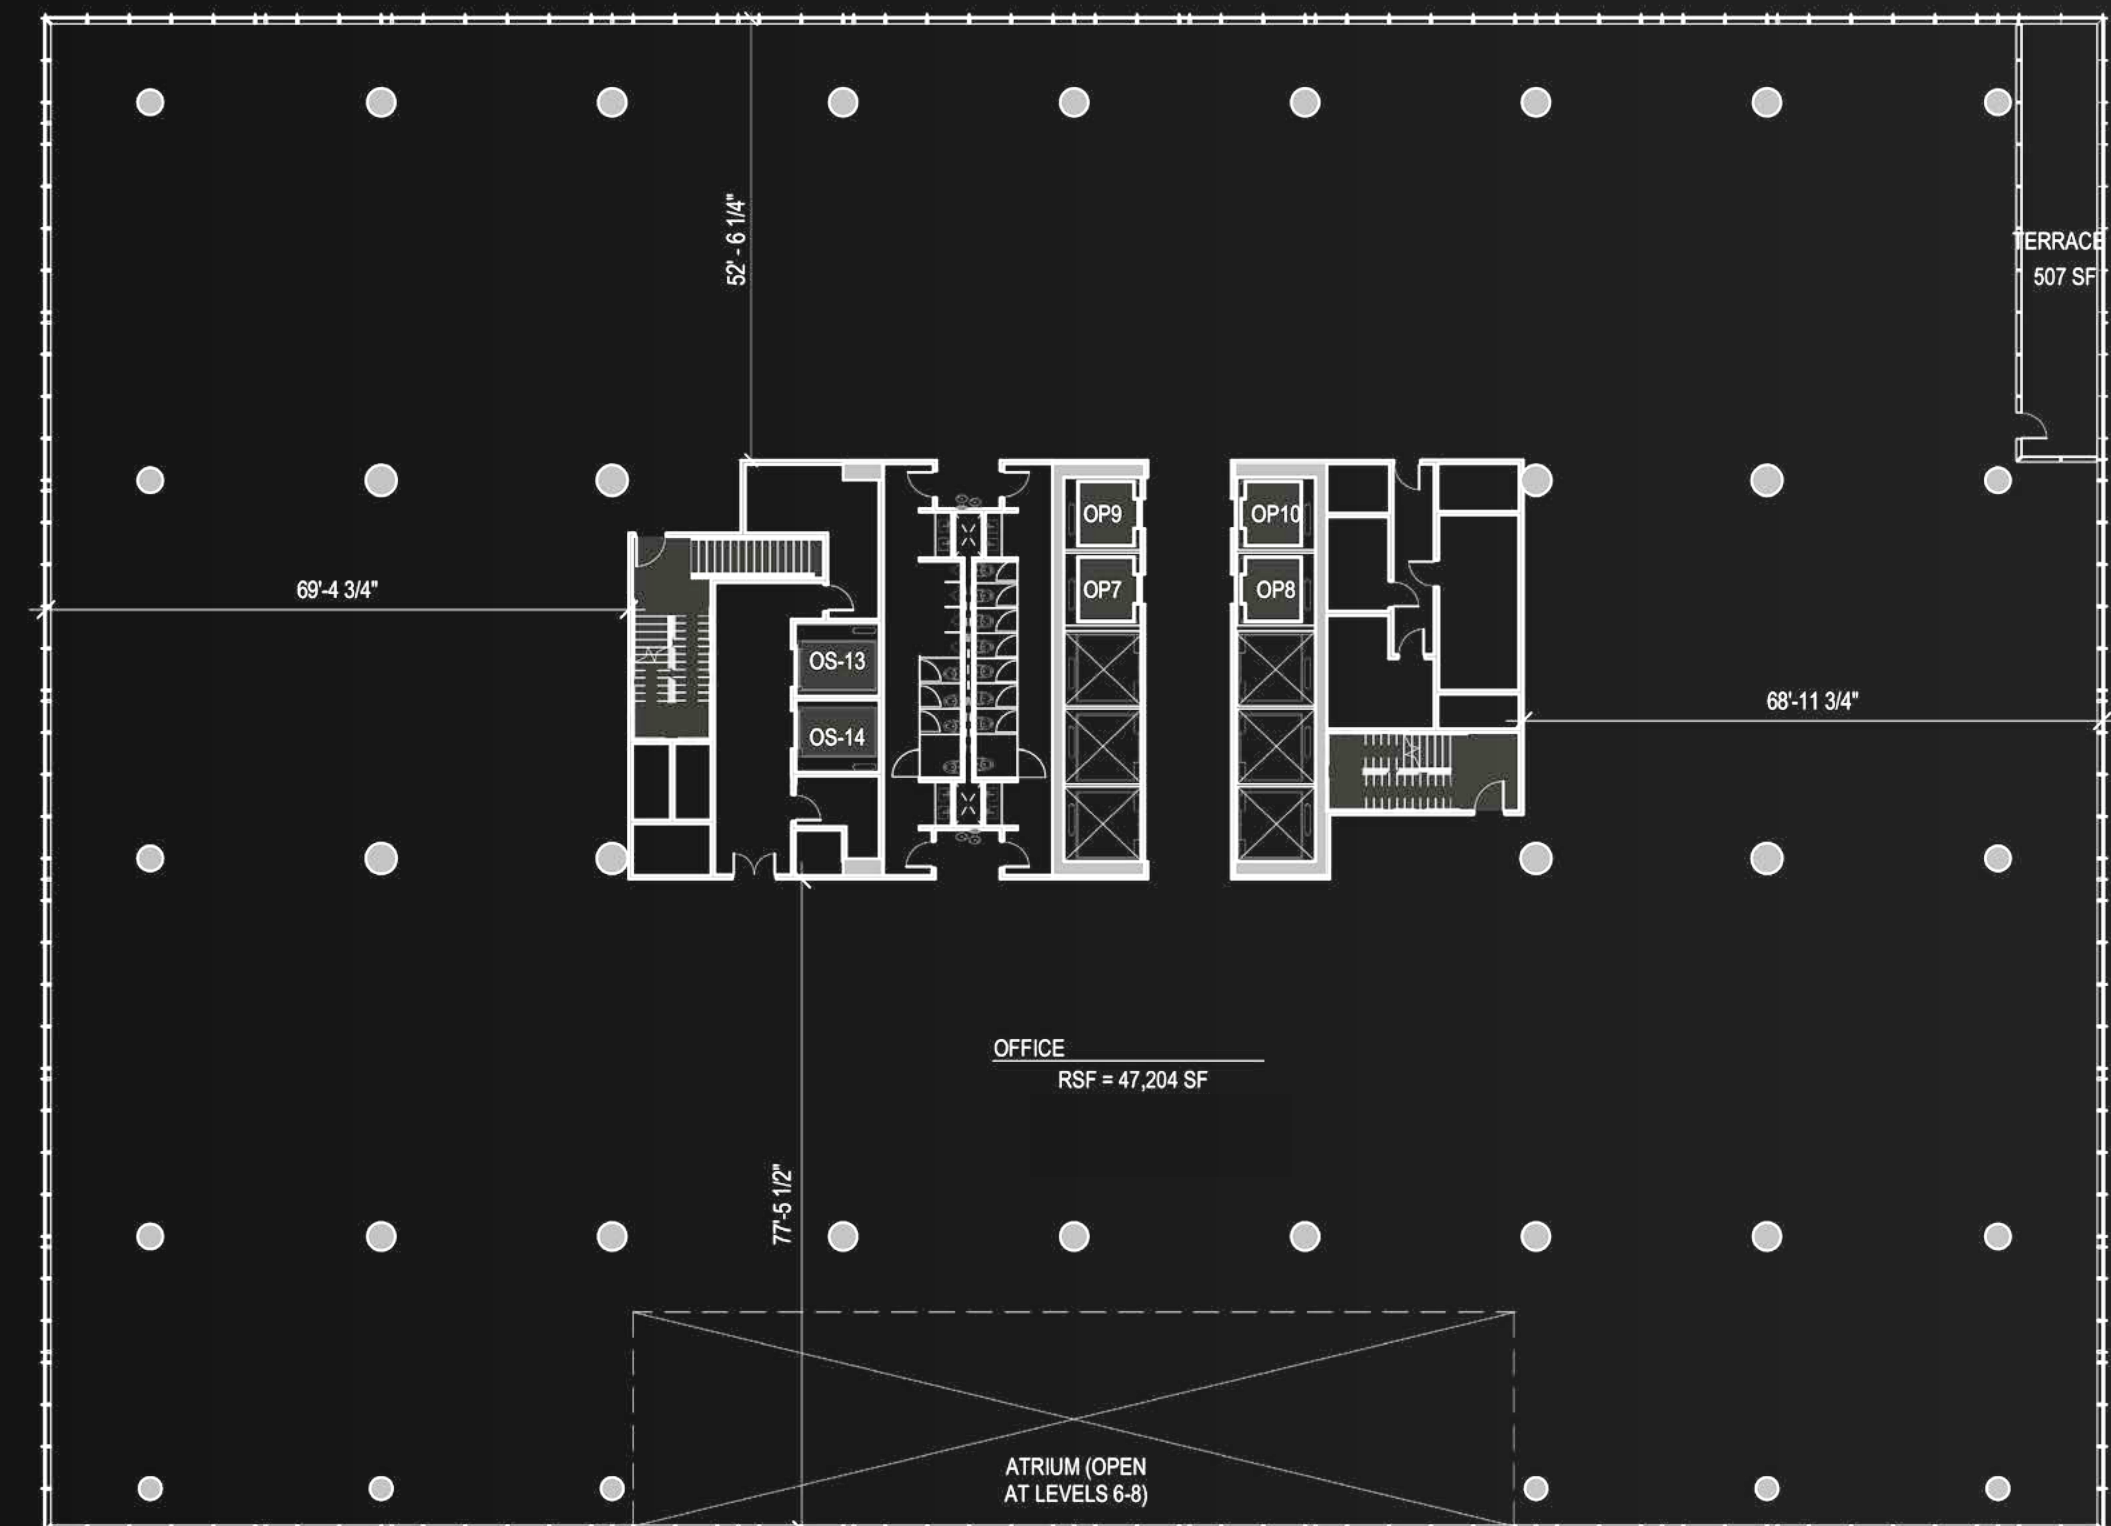 52' - 6 1/4"
TERRACE
507 SF
OP9
OP10
OP7
OP8
69'-4 3/4"
OS-13
OS-14
68'-11 3/4"
OFFICE
RSF = 47,204 SF
77'-5 1/2"
ATRIUM (OPEN
AT LEVELS 6-8)